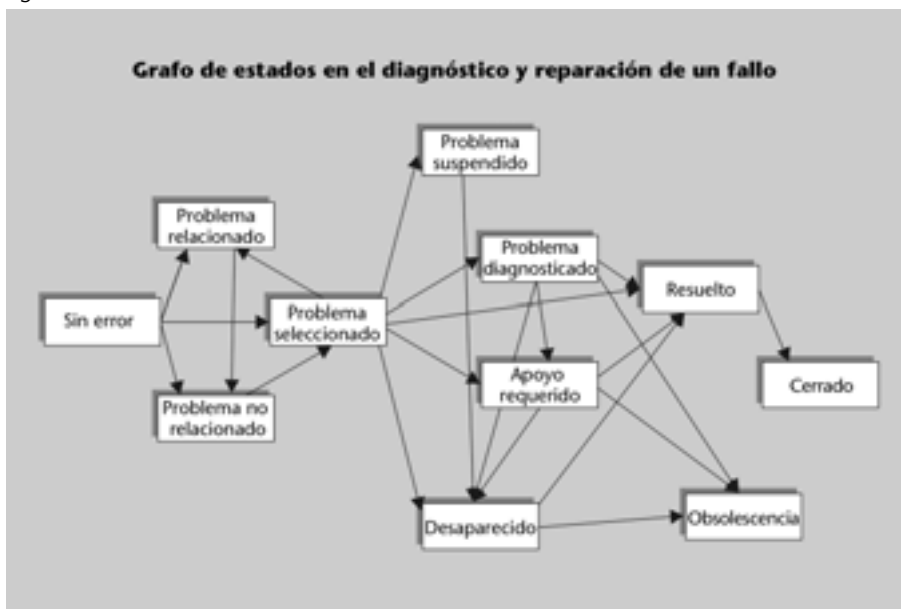 Grafo de estados en el diagnóstico y reparación de un fallo
Problema
suspendido
Problema
relacionado
Problema
diagnosticado
Resuelto
Sin error
Problema
seleccionado
Apoyo
requerido
Cerrado
Problema no
relacionado
Desaparecido
Obsolescencia